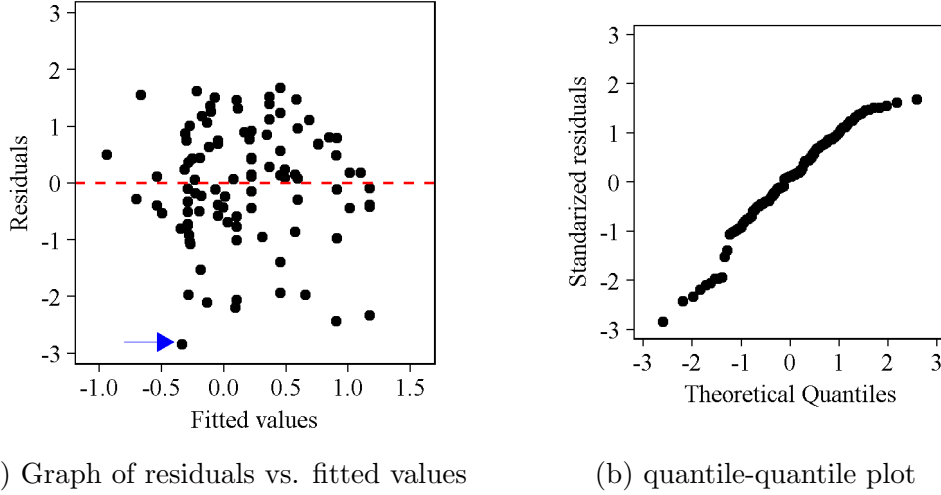 3
2
1
0
-1
-2
-3
Residuals
-1.0 -0.5 0.0 0.5 1.0 1.5
Fitted values
) Graph of residuals vs. fitted values
3
2
1
0
-1
-2
-3
Standarized residuals
-3 -2 -1 0 1 2 3
Theoretical Quantiles
(b) quantile-quantile plot